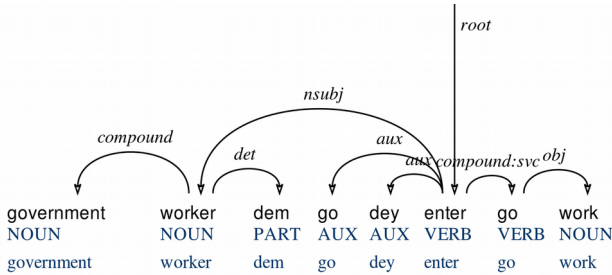 root
nsubj
compound
aux
det
aux compound:svc obj
government worker dem go dey enter go work
NOUN NOUN PART AUX AUX VERB VERB NOUN
government worker dem go dey enter go work